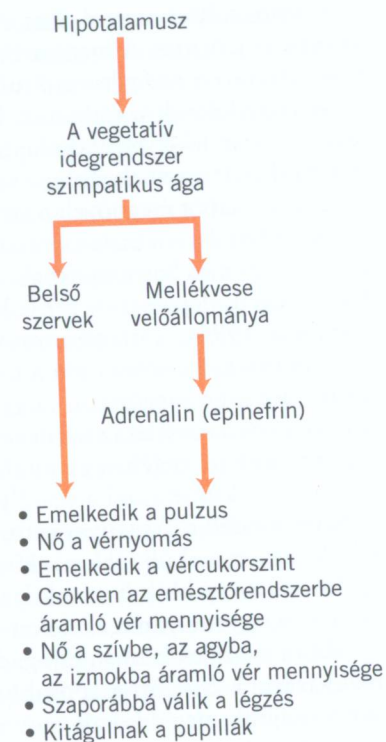 Hipotalamusz
A vegetatív
idegrendszer
szimpatikus ága
Belső
szervek
Mellékvese
velőállománya
Adrenalin (epinefrin)
• Emelkedik a pulzus
• Nő a vérnyomás
• Emelkedik a vércukorszint
• Csökken az emésztőrendszerbe
áramló vér mennyisége
• Nő a szívbe, az agyba,
az izmokba áramló vér mennyisége
• Szaporábbá válik a légzés
• Kitágulnak a pupillák